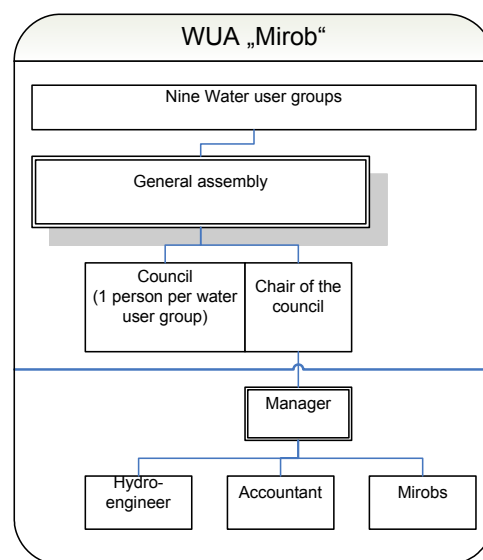 WUA „Mirob“
Nine Water user groups
General assembly
Council
(1 person per water
user group)
Chair of the
council
Manager
Hydro-
engineer
Accountant
Mirobs